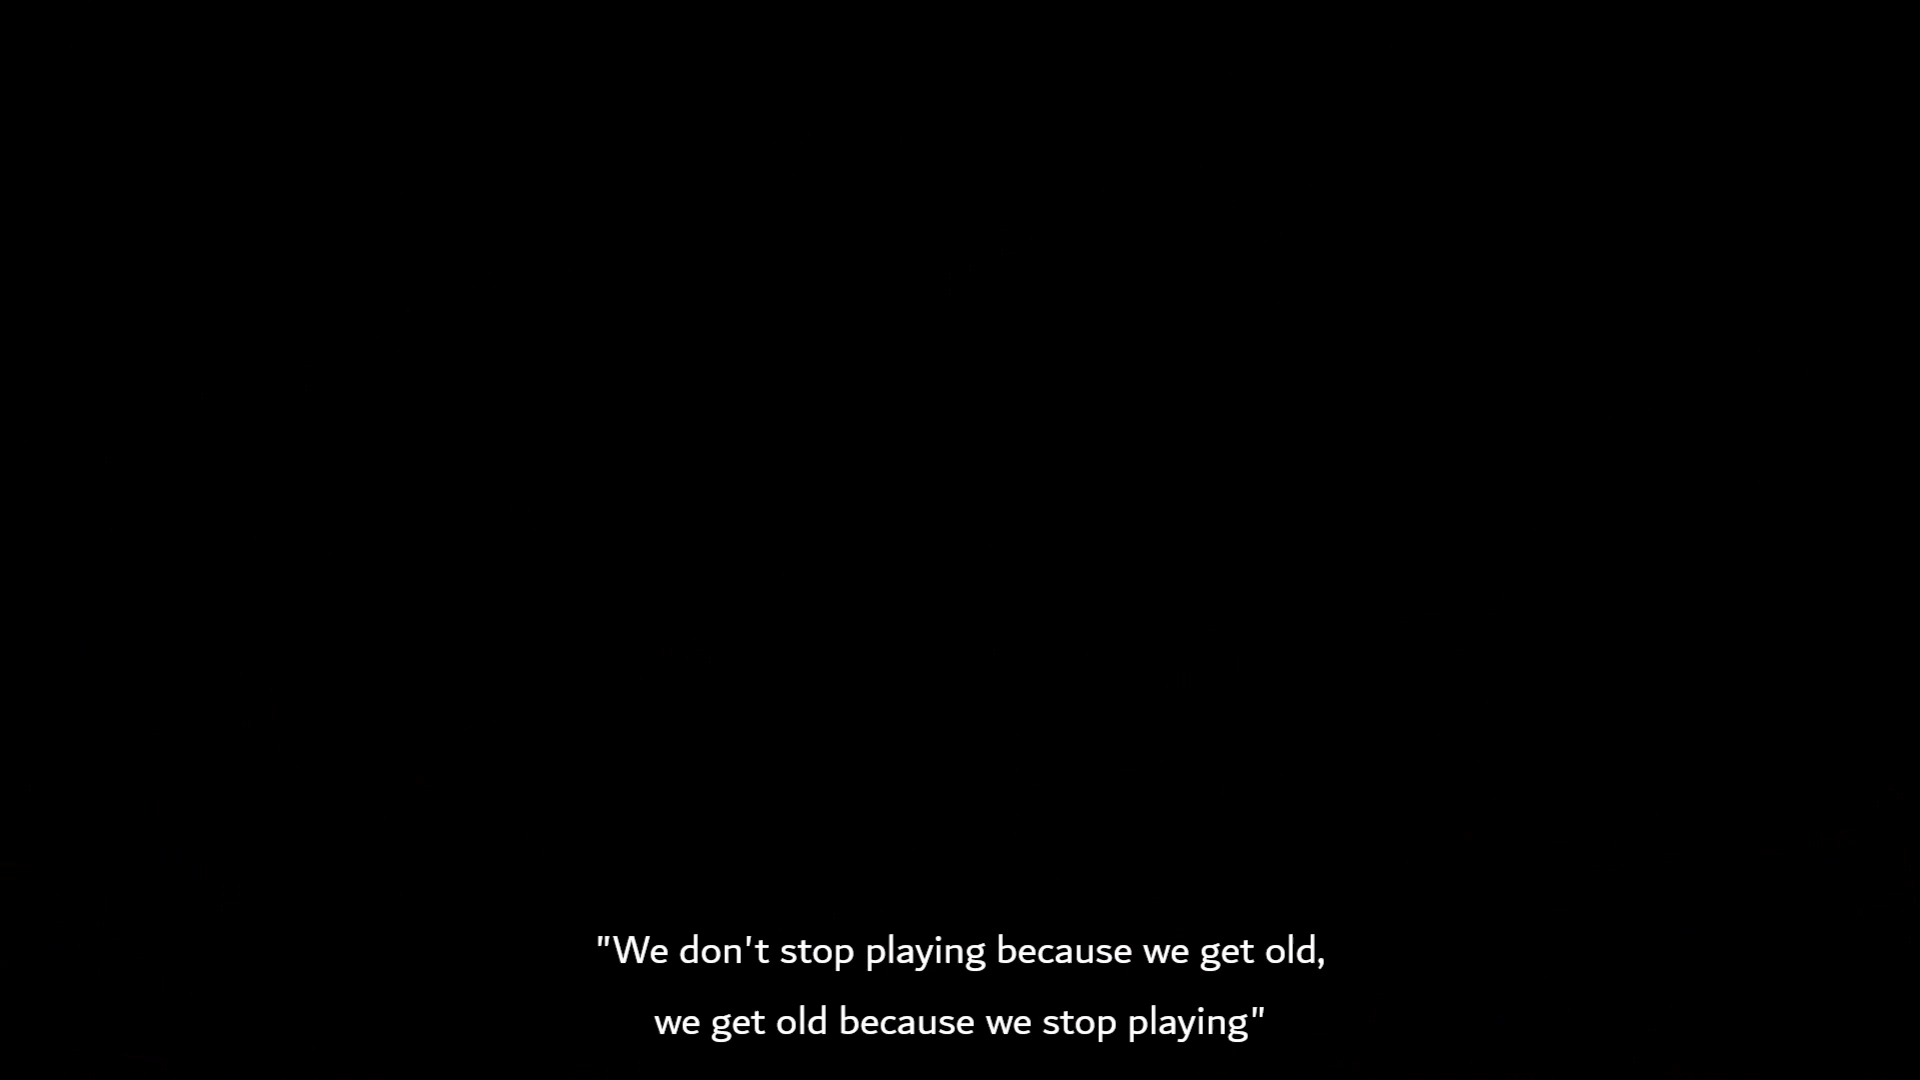 "We don't stop playing because we get old,
we get old because we stop playing"